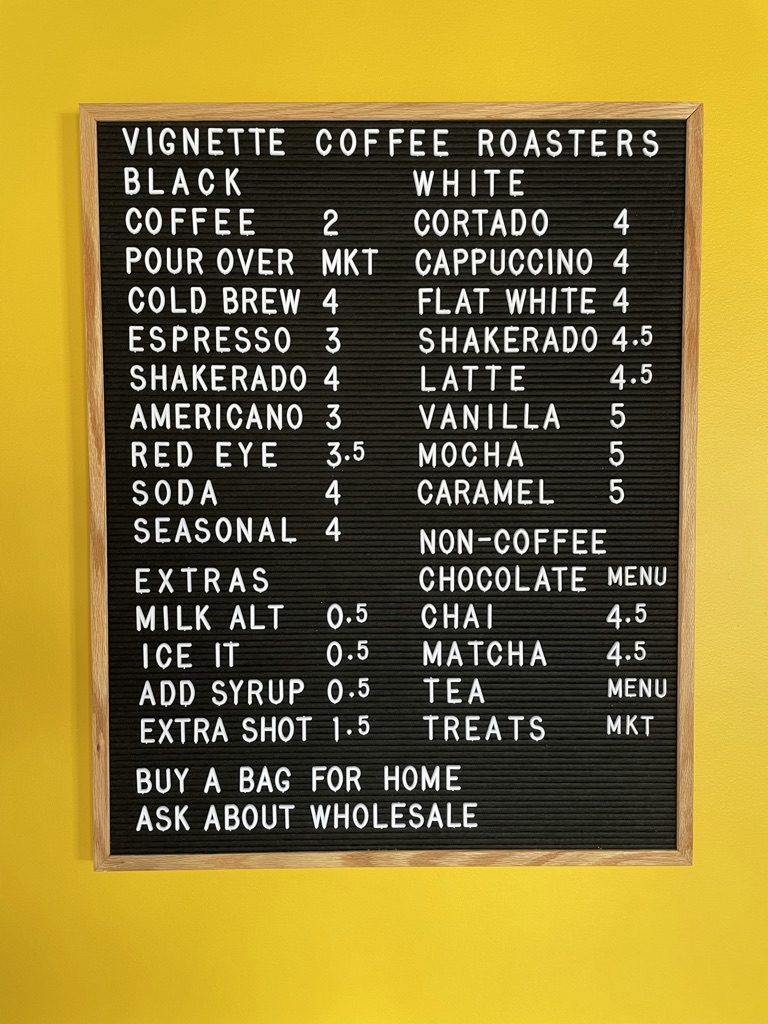 VIGNETTE COFFEE ROASTERS
BLACK
COFFEE 2
POUR OVER MKT
COLD BREW 4
ESPRESSO 3
SHAKERADO 4
AMERICANO 3
RED EYE 3.5
SODA 4
SEASONAL 4
EXTRAS
MILK ALT 0.5
ICE IT 0.5
ADD SYRUP 0.5
EXTRA SHOT 1.5
WHITE
CORTADO 4
CAPPUCCINO 4
FLAT WHITE 4
SHAKERADO 4.5
LATTE 4.5
VANILLA 5
MOCHA 5
CARAMEL 5
NON-COFFEE
CHOCOLATE MENU
CHAI 4.5
MATCHA 4.5
TEA MENU
TREATS MKT
BUY A BAG FOR HOME
ASK ABOUT WHOLESALE